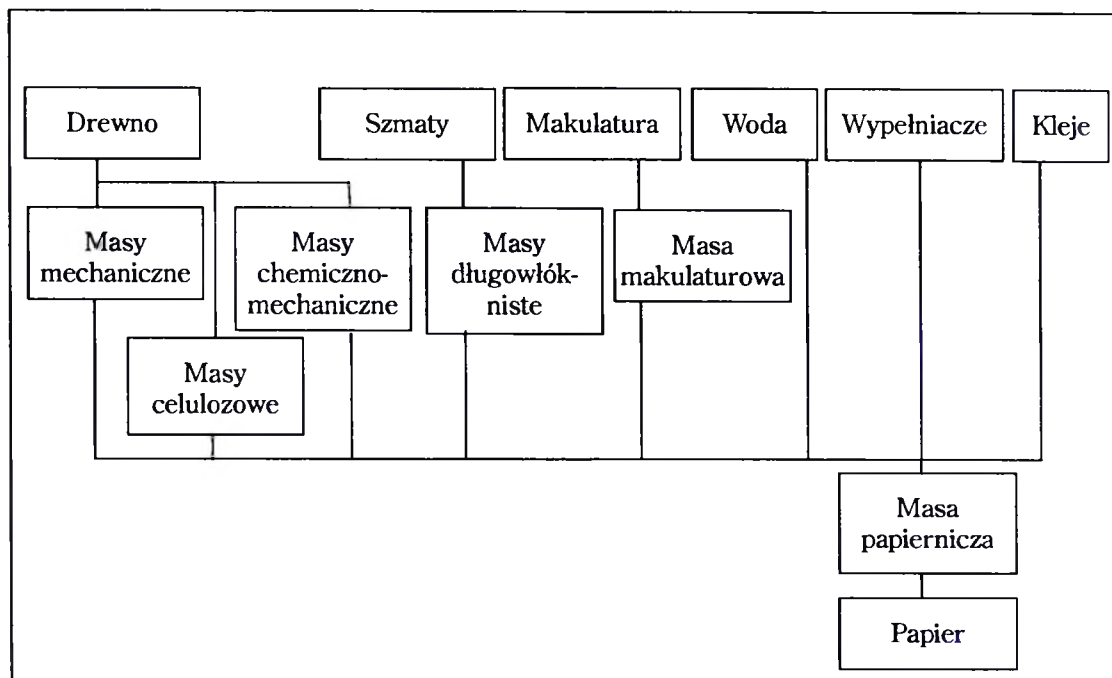 Drewno
Szmaty
Makulatura
Woda
Wypełniacze
Kleje
Masy
mechaniczne
Masy
chemiczno-
mechaniczne
Masy
długowłók-
niste
Masa
makulaturowa
Masy
celulozowe
Masa
papiernicza
Papier